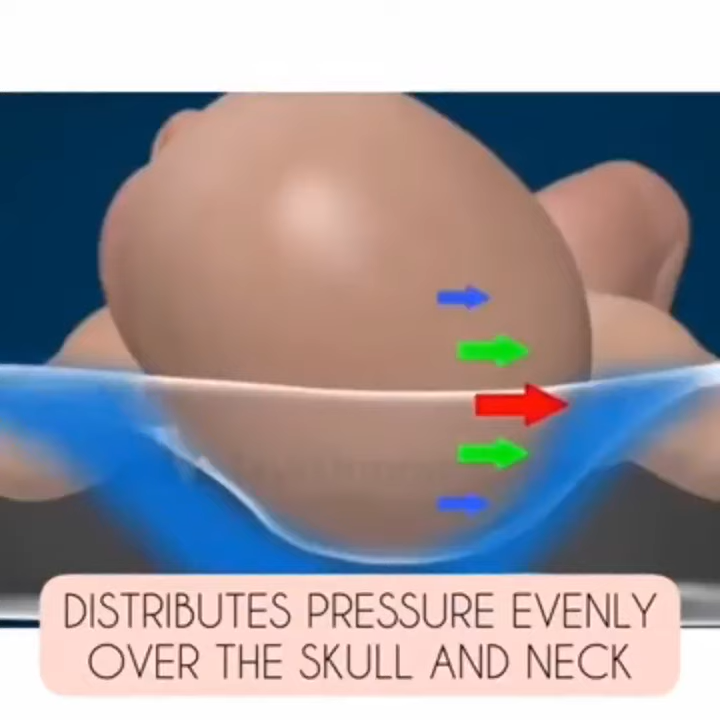 DISTRIBUTES PRESSURE EVENLY
OVER THE SKULL AND NECK